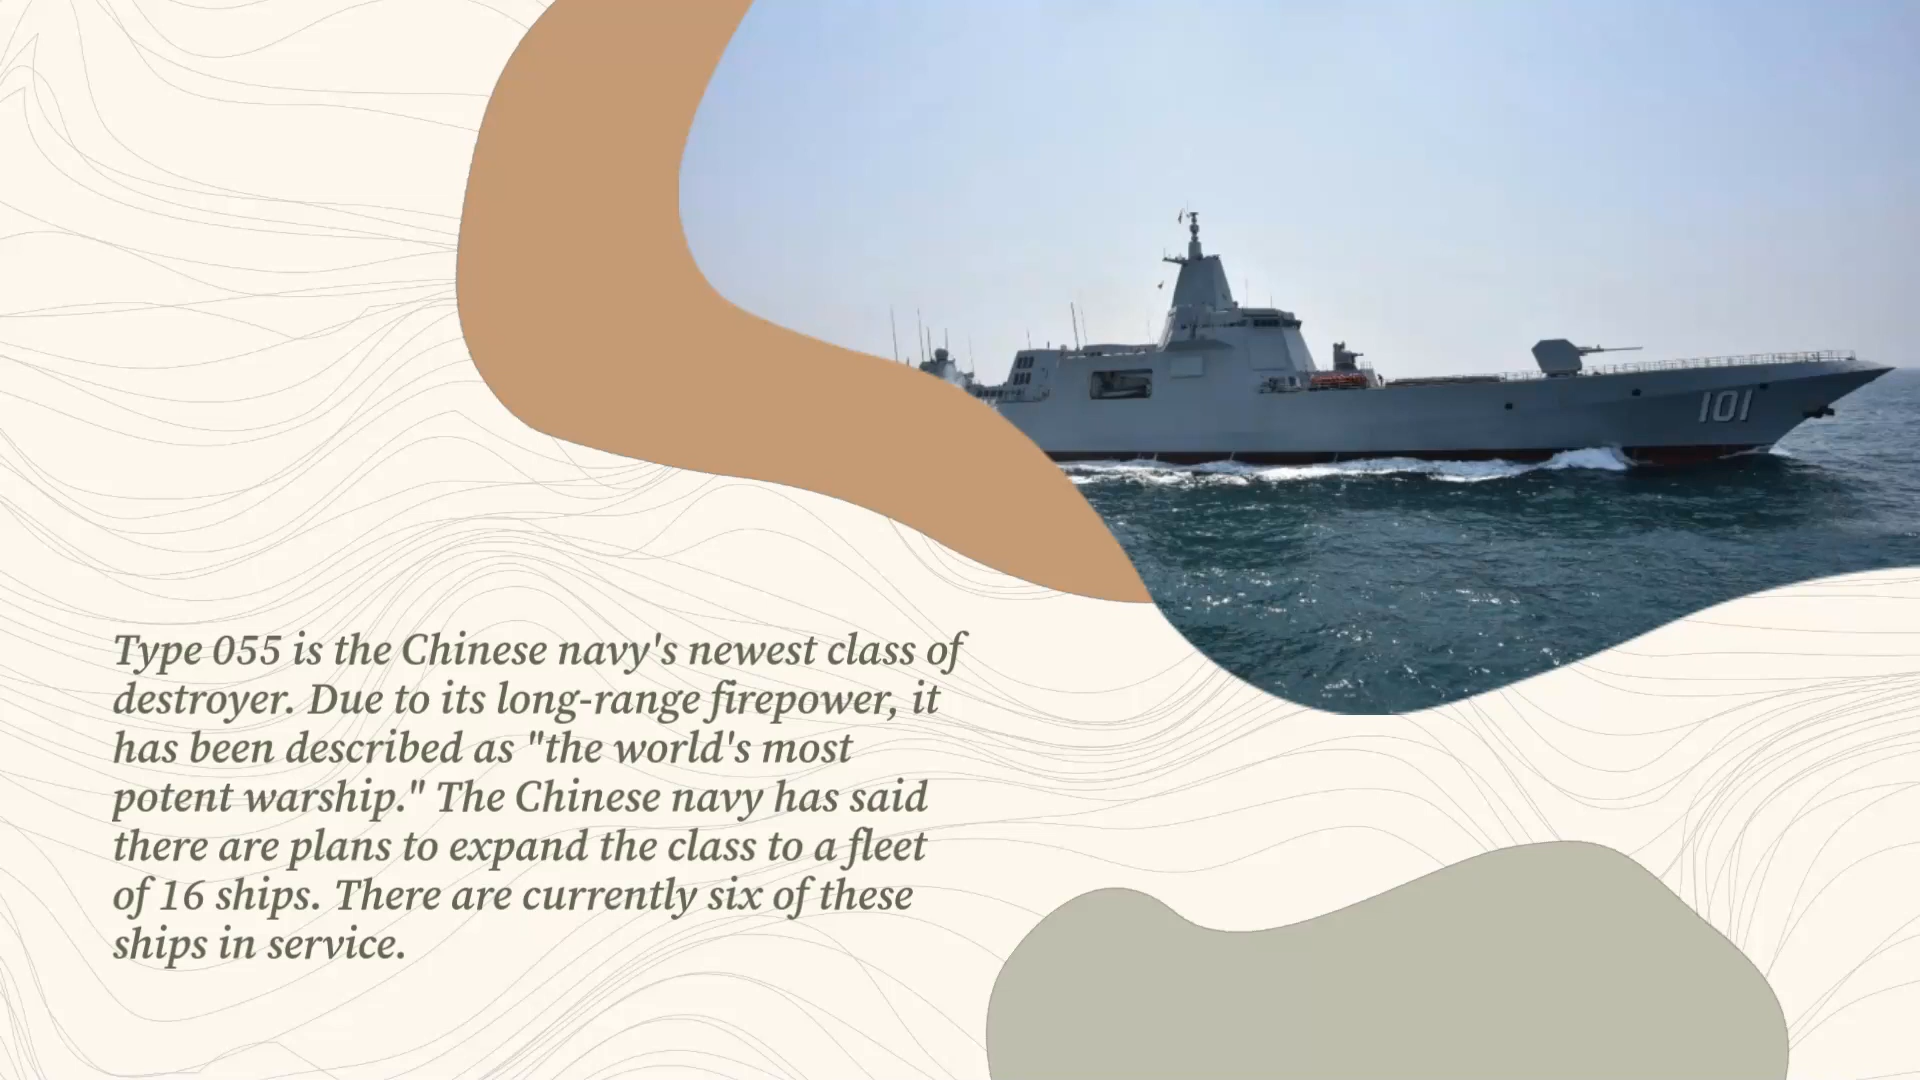 101
Type 055 is the Chinese navy's newest class of
destroyer. Due to its long-range firepower, it
has been described as "the world's most
potent warship." The Chinese navy has said
there are plans to expand the class to a fleet
of 16 ships. There are currently six of these
ships in service.